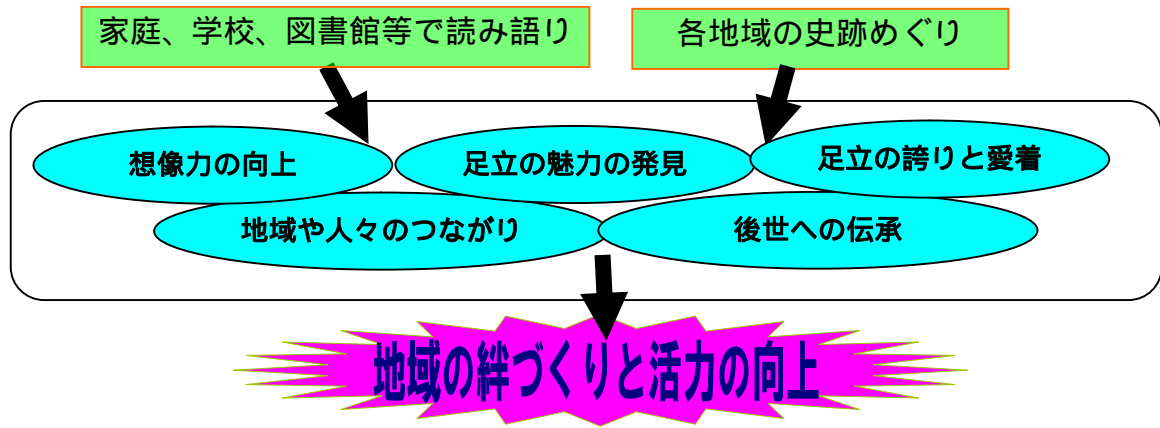 家庭、学校、図書館等で読み語り
各地域の史跡めぐり
想像力の向上
足立の魅力の発見
足立の誇りと愛着
地域や人々のつながり
後世への伝承
地域の絆づくりと活力の向上